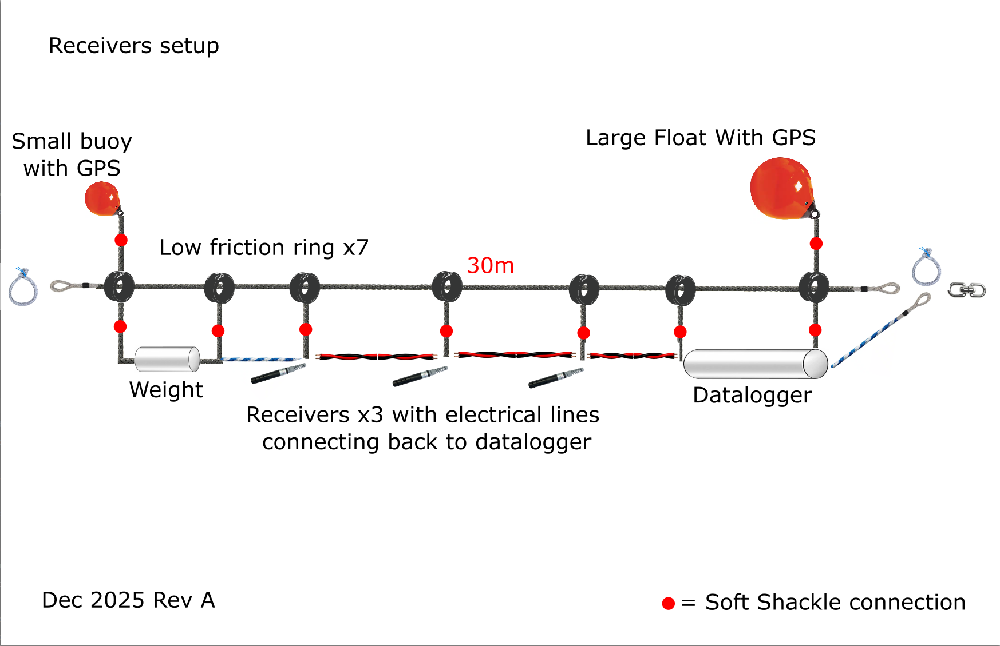 Receivers setup
Small buoy
with GPS
Large Float With GPS
Low friction ring x7
30m
Weight
Datalogger
Receivers x3 with electrical lines
connecting back to datalogger
Dec 2025 Rev A
= Soft Shackle connection